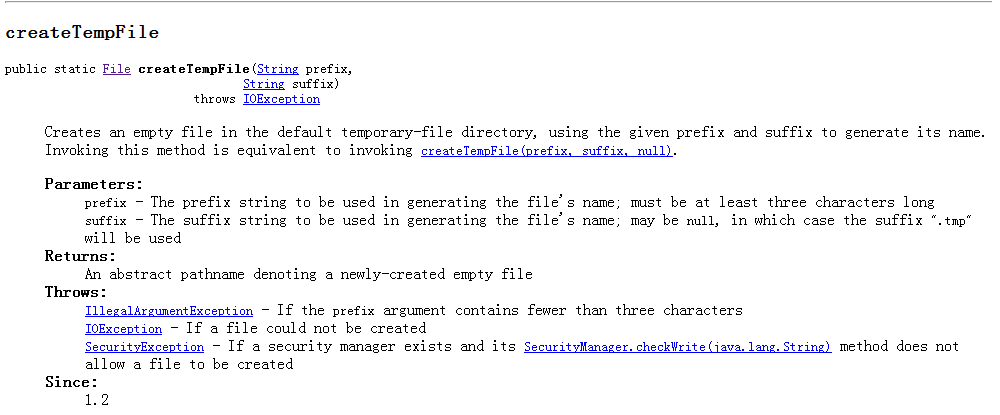 createTempFile
public static File createTempFile(String prefix,
String suffix)
throws IOException
Creates an empty file in the default temporary-file directory, using the given prefix and suffix to generate its name.
Invoking this method is equivalent to invoking createTempFile(prefix, suffix, null).
Parameters:
prefix - The prefix string to be used in generating the file's name; must be at least three characters long
suffix - The suffix string to be used in generating the file's name; may be null, in which case the suffix ".tmp"
will be used
Returns:
An abstract pathname denoting a newly-created empty file
Throws:
IllegalArgumentException - If the prefix argument contains fewer than three characters
IOException - If a file could not be created
SecurityException - If a security manager exists and its SecurityManager.checkWrite(java.lang.String) method does not
allow a file to be created
Since:
1.2